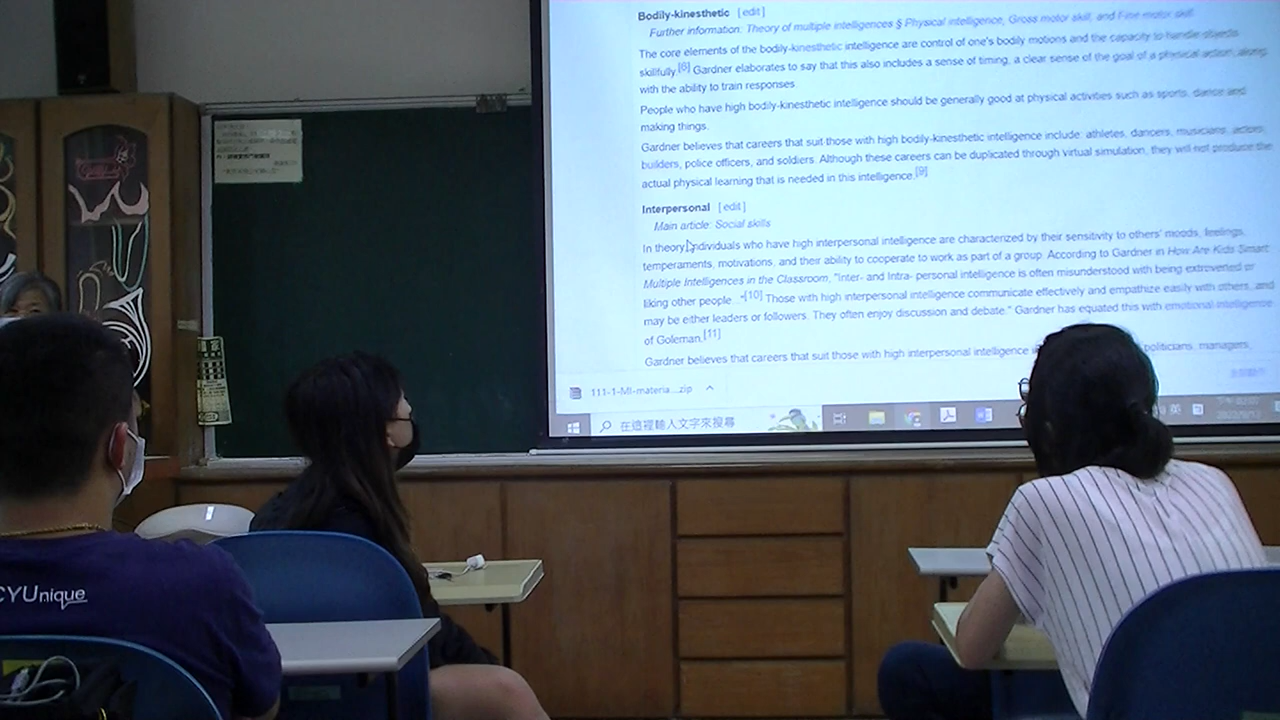 Bodily-kinesthetic [edit]
Further information: Theory of multiple intelligences § Physical intelligence, Gross motor skill, and Fine motor skill
The core elements of the bodily-kinesthetic intelligence are control of one's bodily motions and the capacity to handle objects
skillfully.[6] Gardner elaborates to say that this also includes a sense of timing, a clear sense of the goal of a physical action, along
with the ability to train responses
People who have high bodily-kinesthetic intelligence should be generally good at physical activities such as sports, dance and
making things.
Gardner believes that careers that suit those with high bodily-kinesthetic intelligence include: athletes, dancers, musicians, actors,
builders, police officers, and soldiers. Although these careers can be duplicated through virtual simulation, they will not produce the
actual physical learning that is needed in this intelligence.[9]
Interpersonal [edit]
Main article: Social skills
In theory, individuals who have high interpersonal intelligence are characterized by their sensitivity to others' moods, feelings,
temperaments, motivations, and their ability to cooperate to work as part of a group. According to Gardner in How Are Kids Smart:
Multiple Intelligences in the Classroom, "Inter- and Intra- personal intelligence is often misunderstood with being extroverted or
liking other people..."[10] Those with high interpersonal intelligence communicate effectively and empathize easily with others, and
may be either leaders or followers. They often enjoy discussion and debate." Gardner has equated this with emotional intelligence
of Goleman.[11]
Gardner believes that careers that suit those with high interpersonal intelligence politicians, managers,
111-1-MI-materia....zip
在這裡輸入文字來搜尋
英
CYUnique